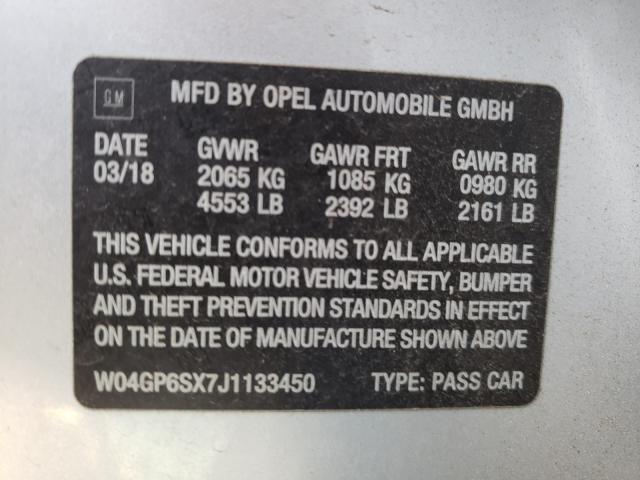 GM MFD BY OPEL AUTOMOBILE GMBH
DATE GVWR GAWR FRT GAWR RR
03/18 2065 KG 1085 KG 0980 KG
4553 LB 2392 LB 2161 LB
THIS VEHICLE CONFORMS TO ALL APPLICABLE
U.S. FEDERAL MOTOR VEHICLE SAFETY, BUMPER
AND THEFT PREVENTION STANDARDS IN EFFECT
ON THE DATE OF MANUFACTURE SHOWN ABOVE
W04GP6SX7J1133450 TYPE: PASS CAR